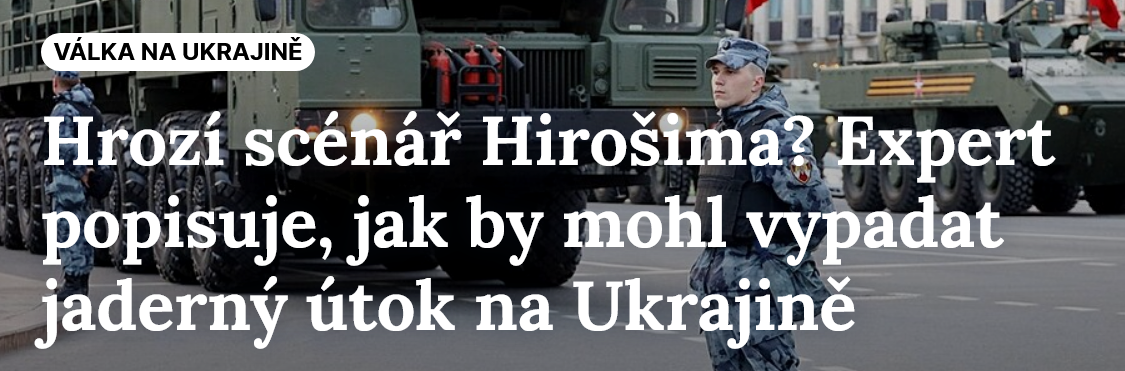 VÁLKA NA UKRAJINĚ
Hrozí scénář Hirošima? Expert
popisuje, jak by mohl vypadat
jaderný útok na Ukrajině